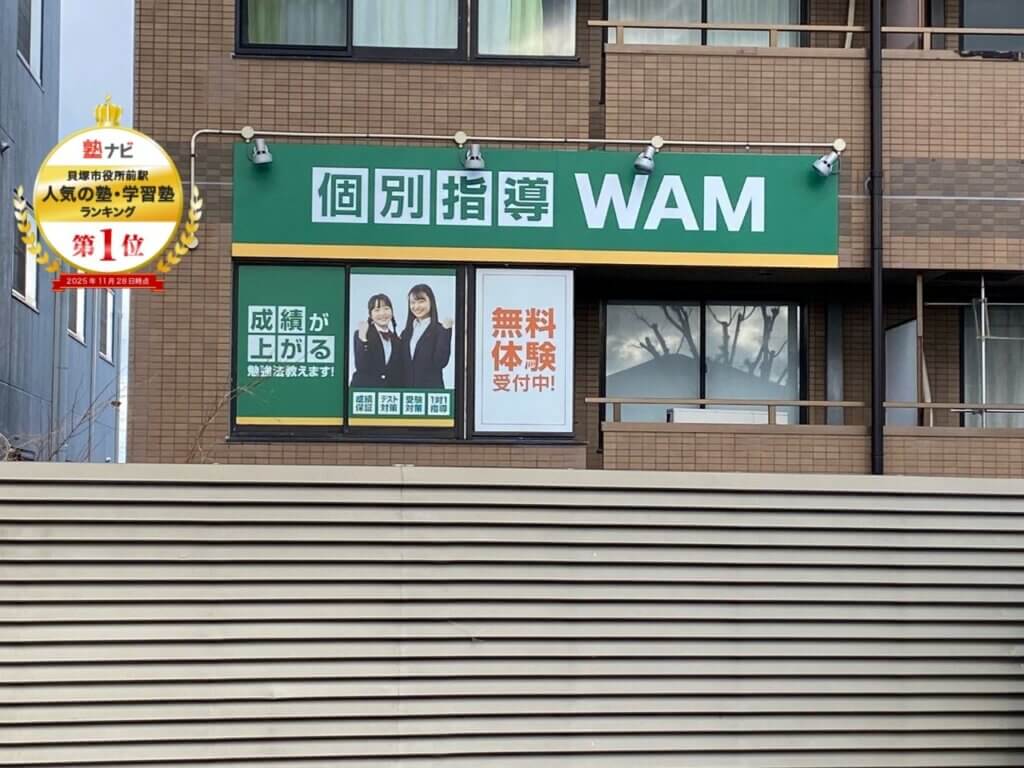 塾ナビ
貝塚市役所前駅
人気の塾・学習塾
ランキング
第1位
2025年11月28日時点
個別指導 WAM
成績が
上がる
勉強法教えます!
成績
保証
テスト
対策
受験
対策
1対1
指導
無料
体験
受付中!